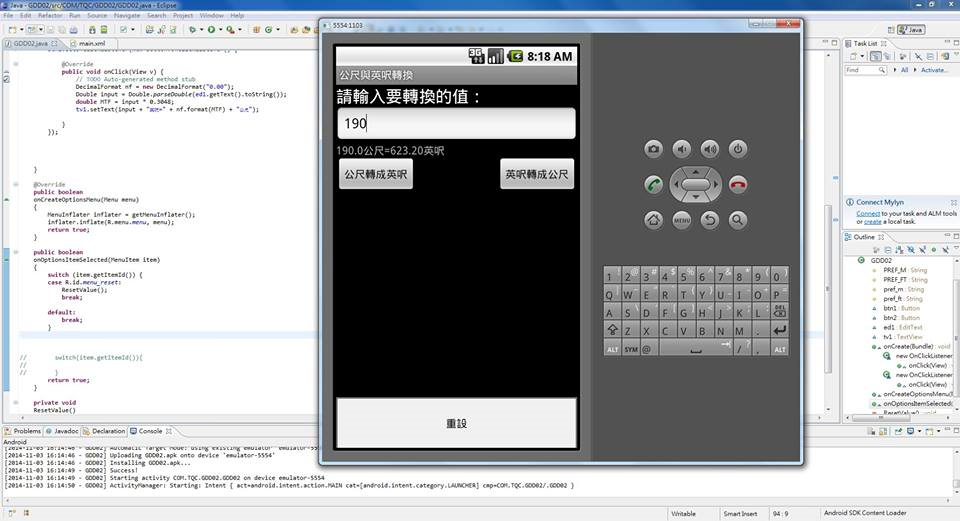 Java - GDD02/src/COM/TQC/GDD02/GDD02.java - Eclipse
File Edit Refactor Run Source Navigate Search Project Window Help
Java
GDD02.java
main.xml
@Override
public void onClick(View v) {
// TODO Auto-generated method stub
DecimalFormat nf = new DecimalFormat("0.00");
Double input = Double.parseDouble(ed1.getText().toString());
double MTF = input * 0.3048;
tv1.setText(input + "英呎=" + nf.format(MTF) + "公尺");
}
});
}
@Override
public boolean
onCreateOptionsMenu(Menu menu)
{
MenuInflater inflater = getMenuInflater();
inflater.inflate(R.menu.menu, menu);
return true;
}
public boolean
onOptionsItemSelected(MenuItem item)
{
switch (item.getItemId()) {
case R.id.menu_reset:
ResetValue();
break;
default:
break;
}
// switch(item.getItemId()){
//
// }
return true;
}
private void
ResetValue()
5554:1103
3G
8:18 AM
公尺與英呎轉換
請輸入要轉換的值：
190
190.0公尺=623.20英呎
公尺轉成英呎
英呎轉成公尺
重設
MENU
1 ! 2 @ 3 # 4 $ 5 % 6 ^ 7 & 8 * 9 ( 0 )
Q W E R T Y U I O P
A S D F G H J K L DEL
Z X C V B N M .
ALT SYM @ / ? , ALT
Task List
Find
All
Activate...
Connect Mylyn
Connect to your task and ALM tools
or create a local task.
Outline
GDD02
PREF_M : String
PREF_FT : String
pref_m : String
pref_ft : String
btn1 : Button
btn2 : Button
ed1 : EditText
tv1 : TextView
onCreate(Bundle) : void
new OnClickListener
onClick(View) : void
new OnClickListener
onClick(View) : void
onCreateOptionsMenu(M
onOptionsItemSelected(
ResetValue() : void
Problems @ Javadoc Declaration Console
Android
[2014-11-03 16:14:46 - GDD02] Automatic Target Mode: using existing emulator 'emulator-5554'
[2014-11-03 16:14:46 - GDD02] Uploading GDD02.apk onto device 'emulator-5554'
[2014-11-03 16:14:46 - GDD02] Installing GDD02.apk...
[2014-11-03 16:14:49 - GDD02] Success!
[2014-11-03 16:14:49 - GDD02] Starting activity COM.TQC.GDD02.GDD02 on device emulator-5554
[2014-11-03 16:14:50 - GDD02] ActivityManager: Starting: Intent { act=android.intent.action.MAIN cat=[android.intent.category.LAUNCHER] cmp=COM.TQC.GDD02/.GDD02 }
Writable
Smart Insert
94 : 9
Android SDK Content Loader